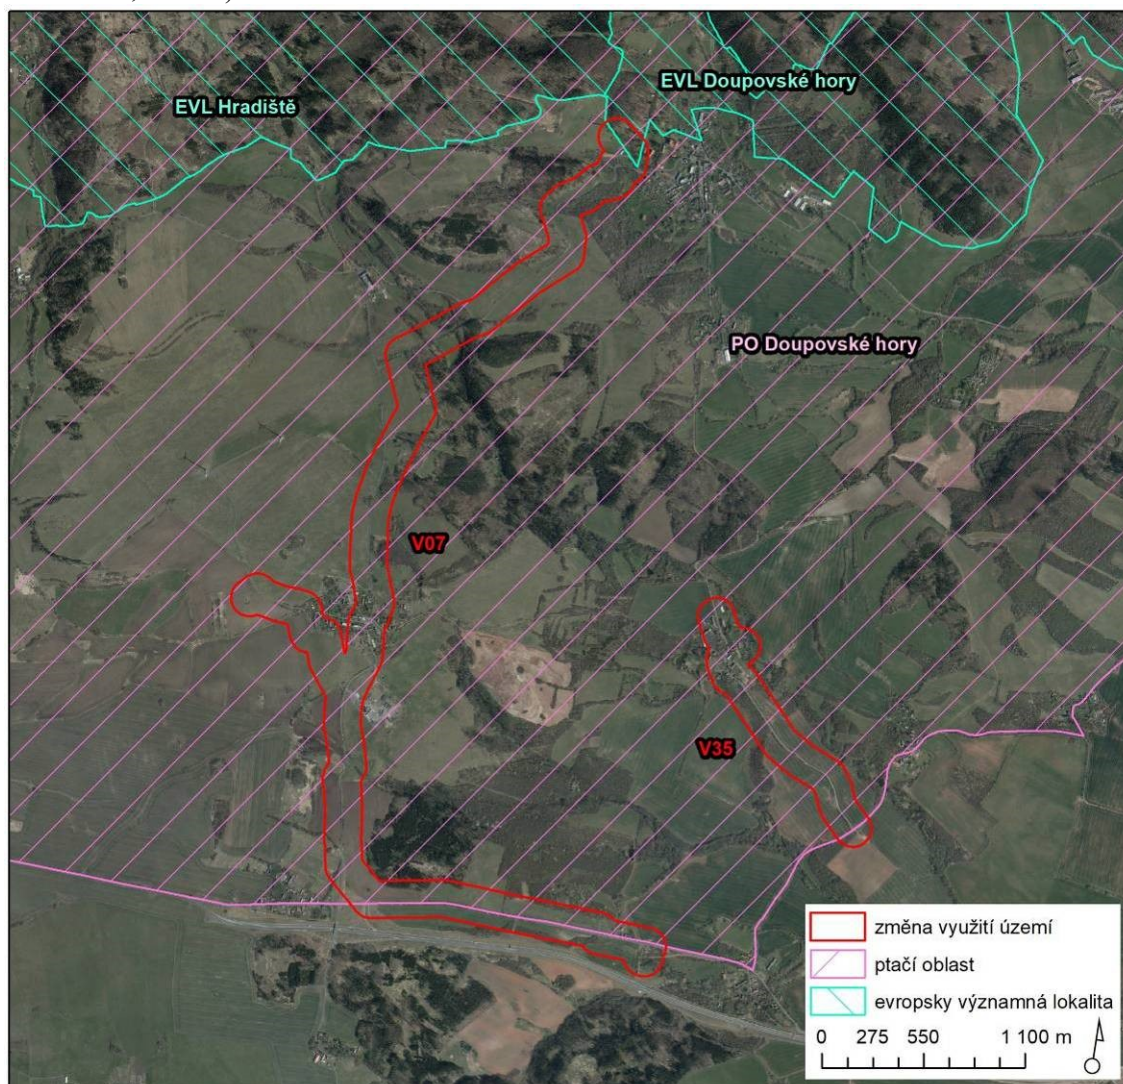 EVL Hradiště
EVL Doupovské hory
PO Doupovské hory
V07
V35
změna využití území
ptačí oblast
evropsky významná lokalita
0 275 550 1 100 m